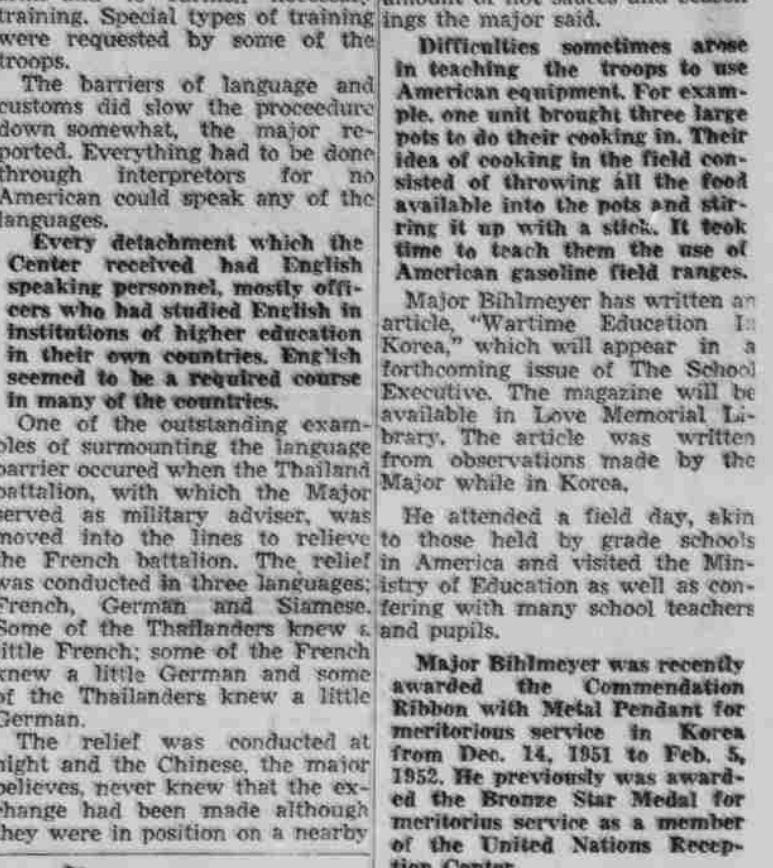 training. Special types of training
were requested by some of the
troops.
The barriers of language and
customs did slow the proceedure
down somewhat, the major re-
ported. Everything had to be done
through interpretors for no
American could speak any of the
languages.
Every detachment which the
Center received had English
speaking personnel, mostly offi-
cers who had studied English in
institutions of higher education
in their own countries. English
seemed to be a required course
in many of the countries.
One of the outstanding exam-
ples of surmounting the language
barrier occured when the Thailand
battalion, with which the Major
served as military adviser, was
moved into the lines to relieve
the French battalion. The relief
was conducted in three languages:
French, German and Siamese.
Some of the Thailanders knew a
little French; some of the French
knew a little German and some
of the Thailanders knew a little
German.
The relief was conducted at
night and the Chinese, the major
believes, never knew that the ex-
change had been made although
they were in position on a nearby
ings the major said.
Difficulties sometimes arose
in teaching the troops to use
American equipment. For exam-
ple, one unit brought three large
pots to do their cooking in. Their
idea of cooking in the field con-
sisted of throwing all the food
available into the pots and stir-
ring it up with a stick. It took
time to teach them the use of
American gasoline field ranges.
Major Bihlmeyer has written an
article, "Wartime Education In
Korea," which will appear in a
forthcoming issue of The School
Executive. The magazine will be
available in Love Memorial Li-
brary. The article was written
from observations made by the
Major while in Korea.
He attended a field day, akin
to those held by grade schools
in America and visited the Min-
istry of Education as well as con-
fering with many school teachers
and pupils.
Major Bihlmeyer was recently
awarded the Commendation
Ribbon with Metal Pendant for
meritorious service in Korea
from Dec. 14, 1951 to Feb. 5,
1952. He previously was award-
ed the Bronze Star Medal for
meritorius service as a member
of the United Nations Recep-
tion Center